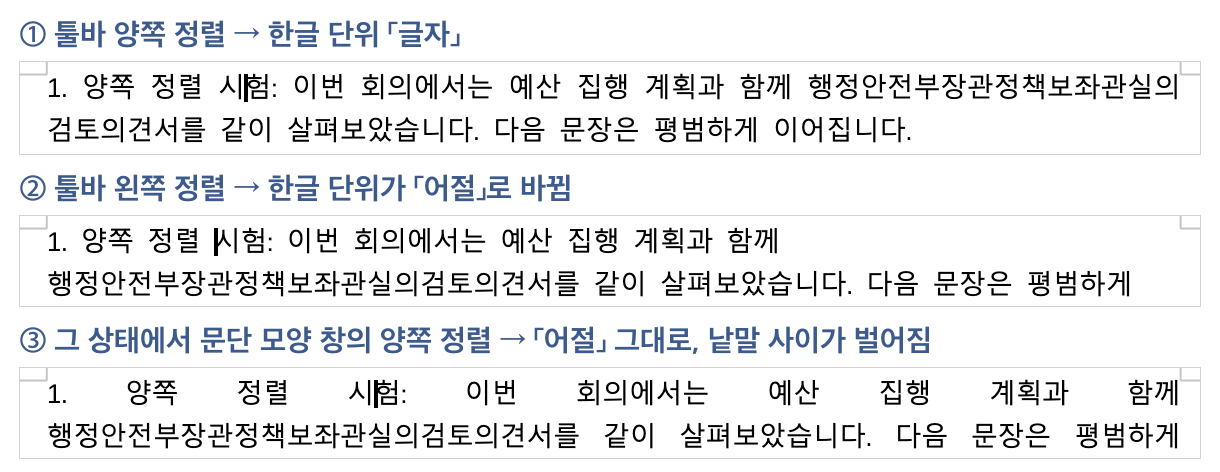 ① 툴바 양쪽 정렬 → 한글 단위 「글자」
1. 양쪽 정렬 시험: 이번 회의에서는 예산 집행 계획과 함께 행정안전부장관정책보좌관실의
검토의견서를 같이 살펴보았습니다. 다음 문장은 평범하게 이어집니다.
② 툴바 왼쪽 정렬 → 한글 단위가 「어절」로 바뀜
1. 양쪽 정렬 시험: 이번 회의에서는 예산 집행 계획과 함께
행정안전부장관정책보좌관실의검토의견서를 같이 살펴보았습니다. 다음 문장은 평범하게
③ 그 상태에서 문단 모양 창의 양쪽 정렬 → 「어절」 그대로, 낱말 사이가 벌어짐
1. 양쪽 정렬 시험: 이번 회의에서는 예산 집행 계획과 함께
행정안전부장관정책보좌관실의검토의견서를 같이 살펴보았습니다. 다음 문장은 평범하게